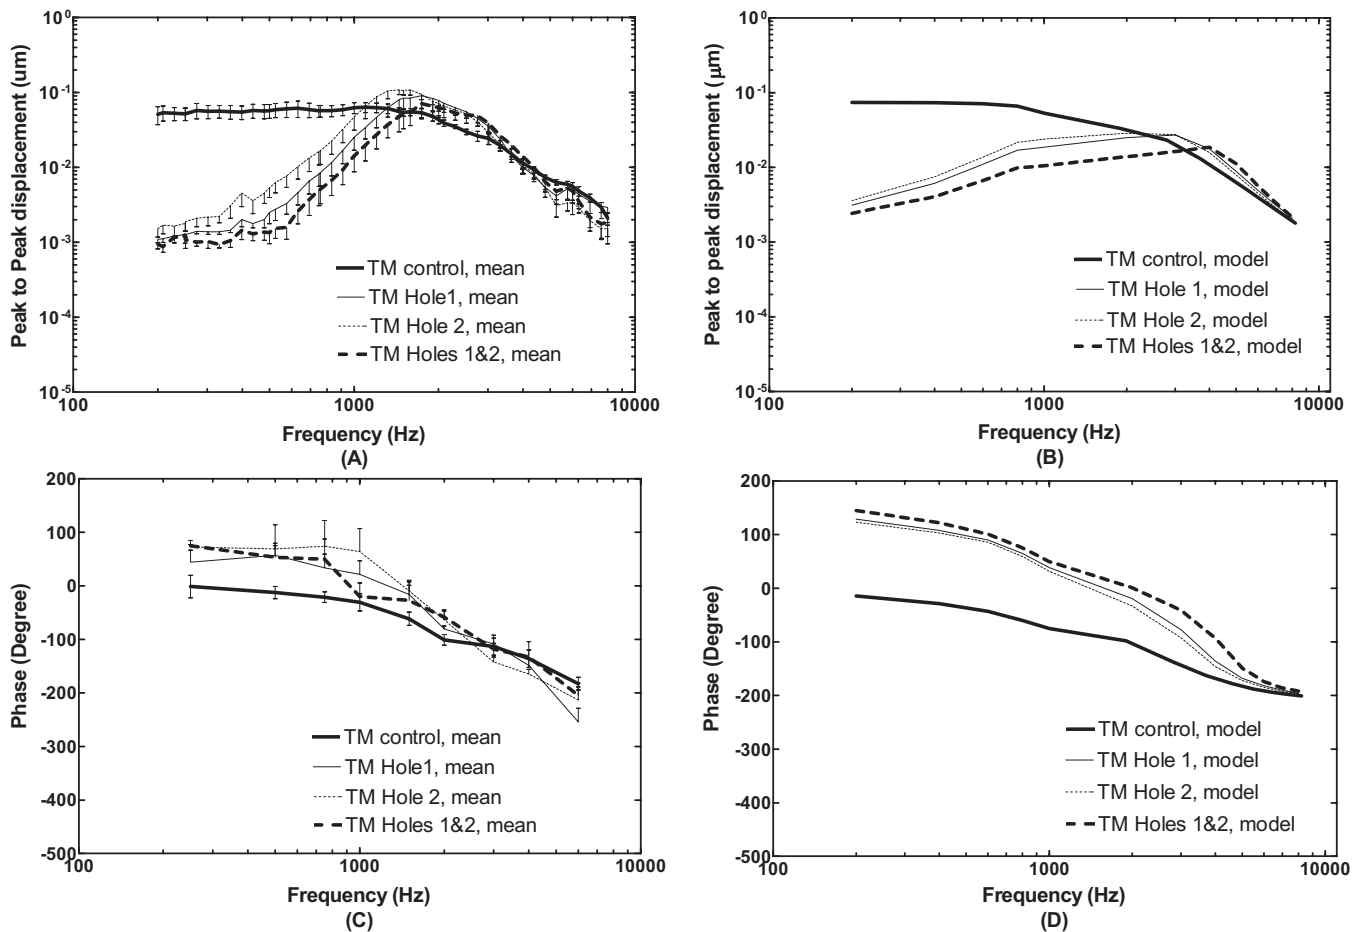 10^0
10^-1
10^-2
10^-3
10^-4
10^-5
Peak to Peak displacement (um)
TM control, mean
TM Hole1, mean
TM Hole 2, mean
TM Holes 1&2, mean
100
1000
10000
Frequency (Hz)
(A)
10^0
10^-1
10^-2
10^-3
10^-4
10^-5
Peak to peak displacement (µm)
TM control, model
TM Hole 1, model
TM Hole 2, model
TM Holes 1&2, model
100
1000
10000
Frequency (Hz)
(B)
200
100
0
-100
-200
-300
-400
-500
Phase (Degree)
TM control, mean
TM Hole1, mean
TM Hole 2, mean
TM Holes 1&2, mean
100
1000
10000
Frequency (Hz)
(C)
200
100
0
-100
-200
-300
-400
-500
Phase (Degree)
TM control, model
TM Hole 1, model
TM Hole 2, model
TM Holes 1&2, model
100
1000
10000
Frequency (Hz)
(D)